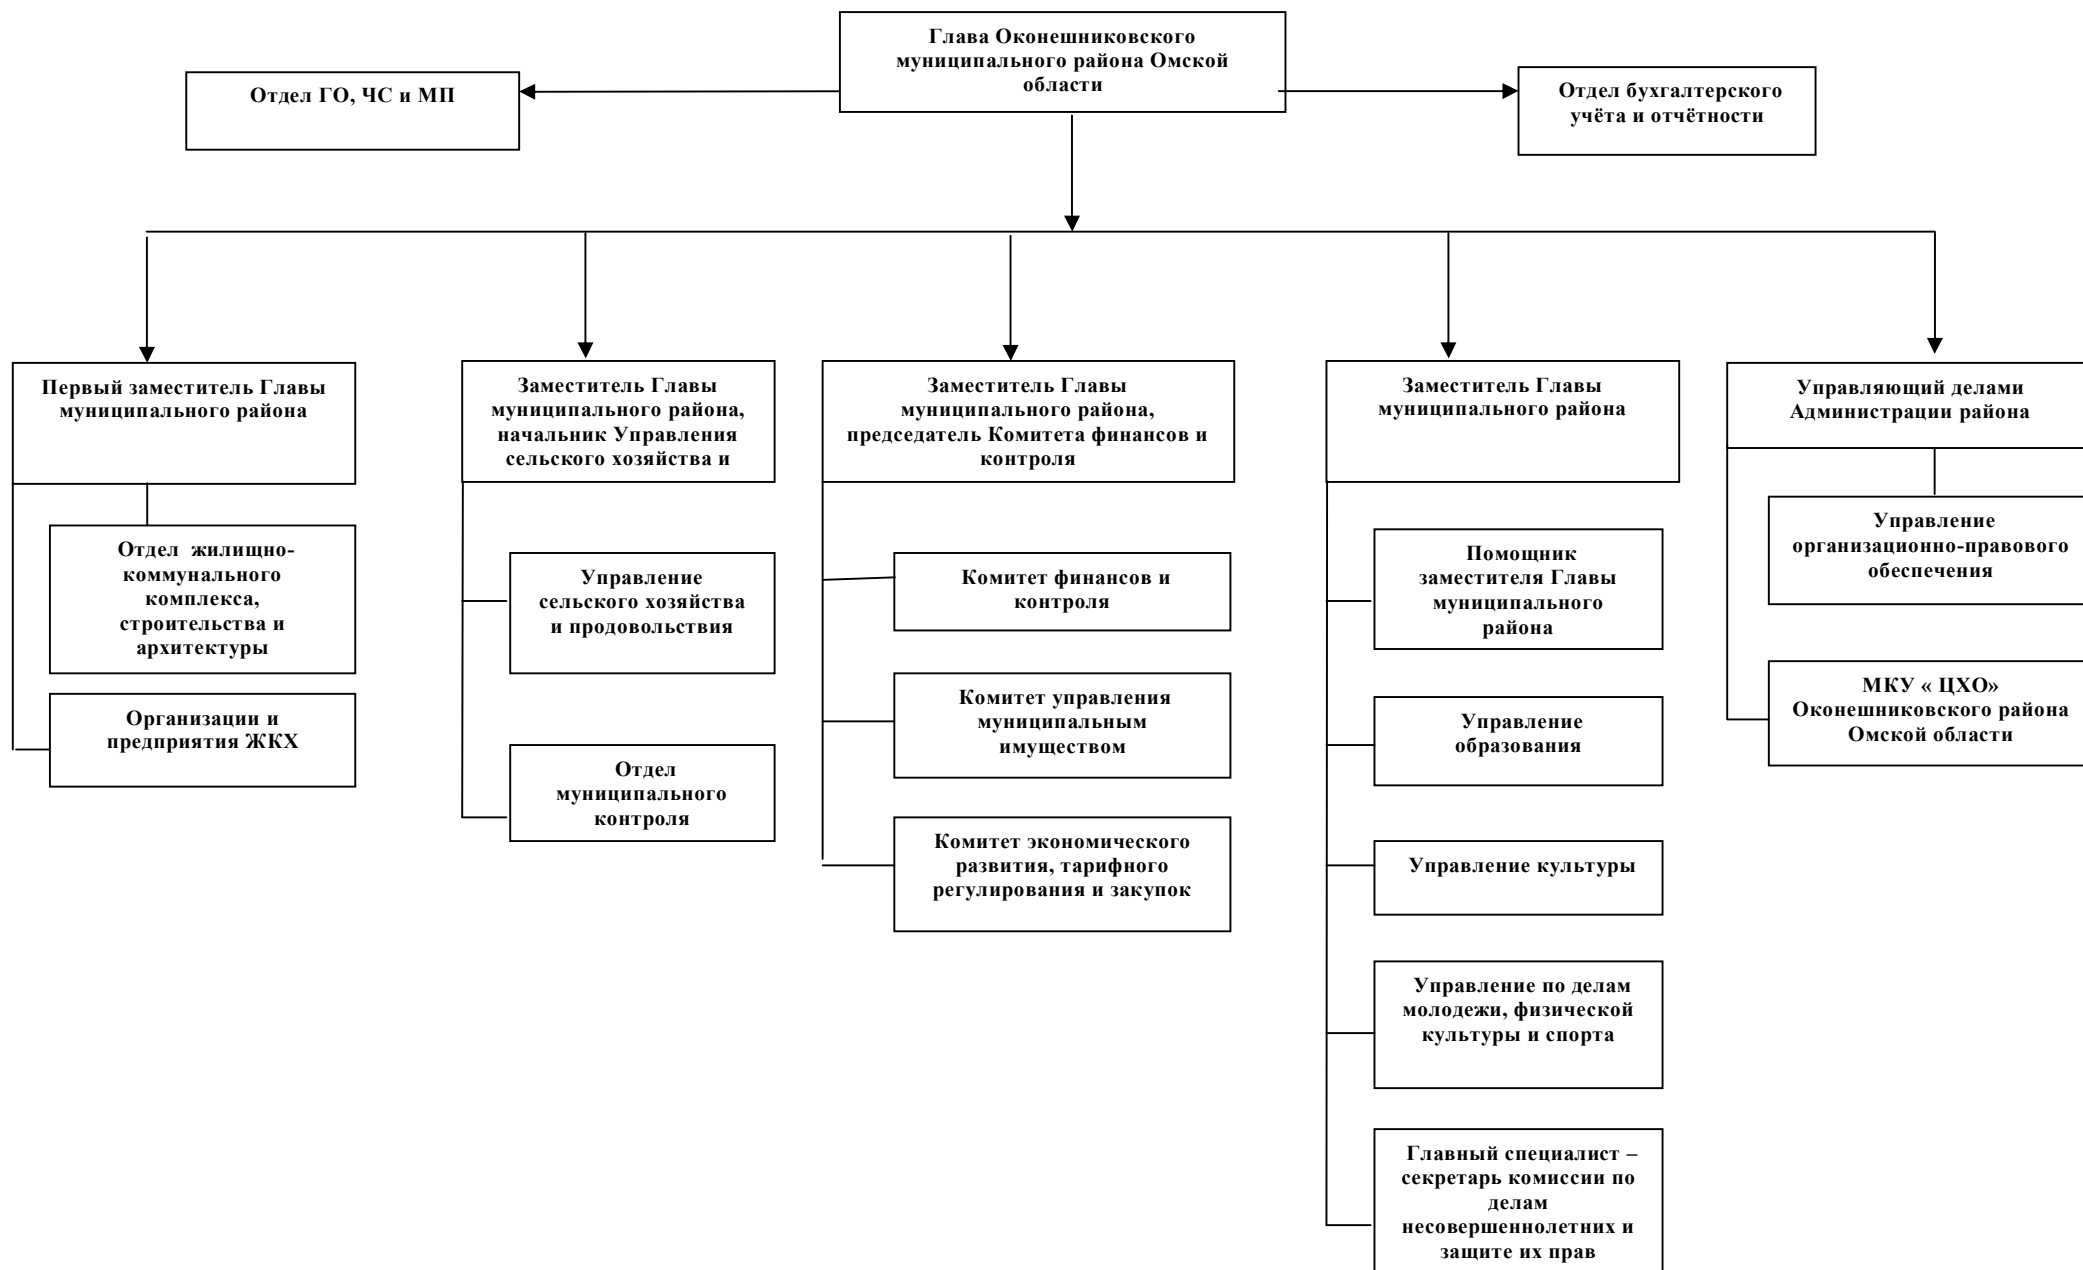 Глава Оконешниковского
муниципального района Омской
области
Отдел ГО, ЧС и МП
Отдел бухгалтерского
учёта и отчётности
Первый заместитель Главы
муниципального района
Заместитель Главы
муниципального района,
начальник Управления
сельского хозяйства и
Заместитель Главы
муниципального района,
председатель Комитета финансов и
контроля
Заместитель Главы
муниципального района
Управляющий делами
Администрации района
Отдел жилищно-
коммунального
комплекса,
строительства и
архитектуры
Организации и
предприятия ЖКХ
Управление
сельского хозяйства
и продовольствия
Отдел
муниципального
контроля
Комитет финансов и
контроля
Комитет управления
муниципальным
имуществом
Комитет экономического
развития, тарифного
регулирования и закупок
Помощник
заместителя Главы
муниципального
района
Управление
образования
Управление культуры
Управление по делам
молодежи, физической
культуры и спорта
Главный специалист –
секретарь комиссии по
делам
несовершеннолетних и
защите их прав
Управление
организационно-правового
обеспечения
МКУ « ЦХО»
Оконешниковского района
Омской области